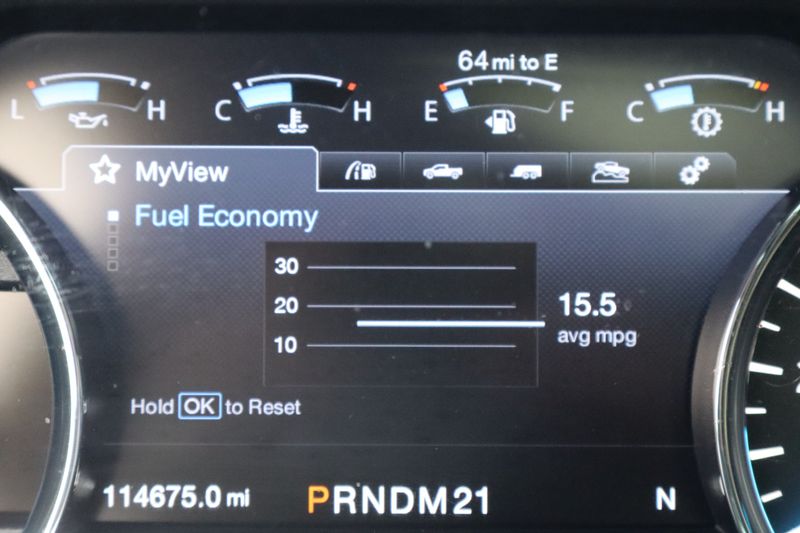 64 mi to E
L H C H E F C H
MyView
Fuel Economy
30
20
15.5
avg mpg
10
Hold OK to Reset
114675.0 mi PRNDM21 N